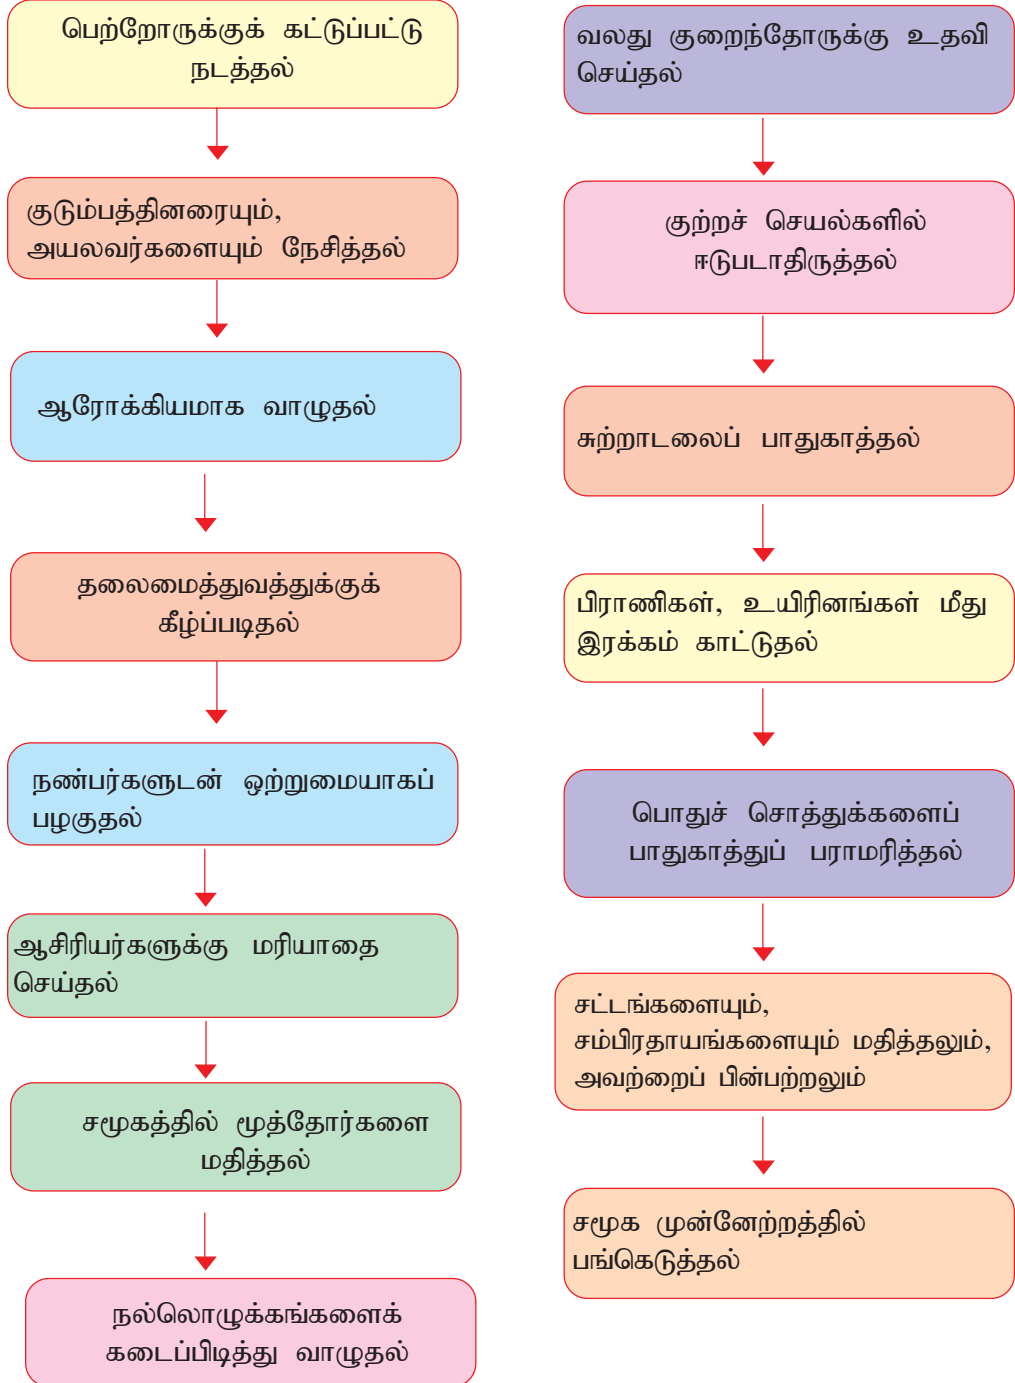 பெற்றோருக்குக் கட்டுப்பட்டு
நடத்தல்
குடும்பத்தினரையும்,
அயலவர்களையும் நேசித்தல்
ஆரோக்கியமாக வாழுதல்
தலைமைத்துவத்துக்குக்
கீழ்ப்படிதல்
நண்பர்களுடன் ஒற்றுமையாகப்
பழகுதல்
ஆசிரியர்களுக்கு மரியாதை
செய்தல்
சமூகத்தில் மூத்தோர்களை
மதித்தல்
நல்லொழுக்கங்களைக்
கடைப்பிடித்து வாழுதல்
வலது குறைந்தோருக்கு உதவி
செய்தல்
குற்றச் செயல்களில்
ஈடுபடாதிருத்தல்
சுற்றாடலைப் பாதுகாத்தல்
பிராணிகள், உயிரினங்கள் மீது
இரக்கம் காட்டுதல்
பொதுச் சொத்துக்களைப்
பாதுகாத்துப் பராமரித்தல்
சட்டங்களையும்,
சம்பிரதாயங்களையும் மதித்தலும்,
அவற்றைப் பின்பற்றலும்
சமூக முன்னேற்றத்தில்
பங்கெடுத்தல்